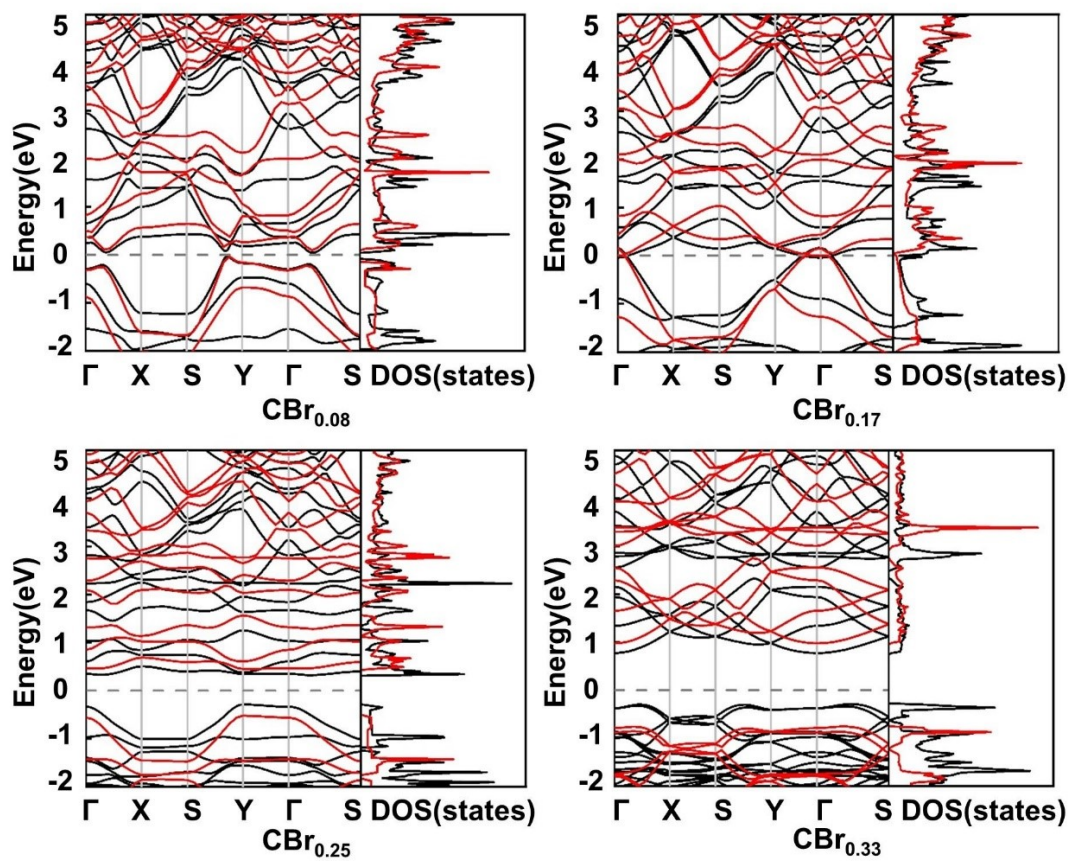 5
4
3
2
1
0
-1
-2
Energy(eV)
Γ X S Y Γ S DOS(states)
CBr0.08
5
4
3
2
1
0
-1
-2
Energy(eV)
Γ X S Y Γ S DOS(states)
CBr0.17
5
4
3
2
1
0
-1
-2
Energy(eV)
Γ X S Y Γ S DOS(states)
CBr0.25
5
4
3
2
1
0
-1
-2
Energy(eV)
Γ X S Y Γ S DOS(states)
CBr0.33